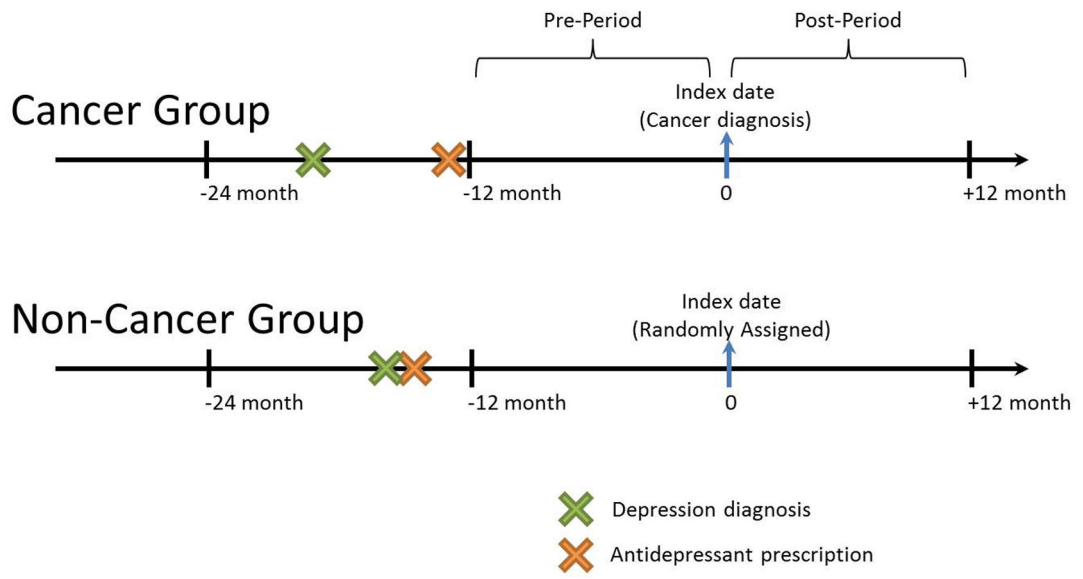 Pre-Period
Post-Period
Cancer Group
Index date
(Cancer diagnosis)
-24 month
-12 month
0
+12 month
Non-Cancer Group
Index date
(Randomly Assigned)
-24 month
-12 month
0
+12 month
Depression diagnosis
Antidepressant prescription